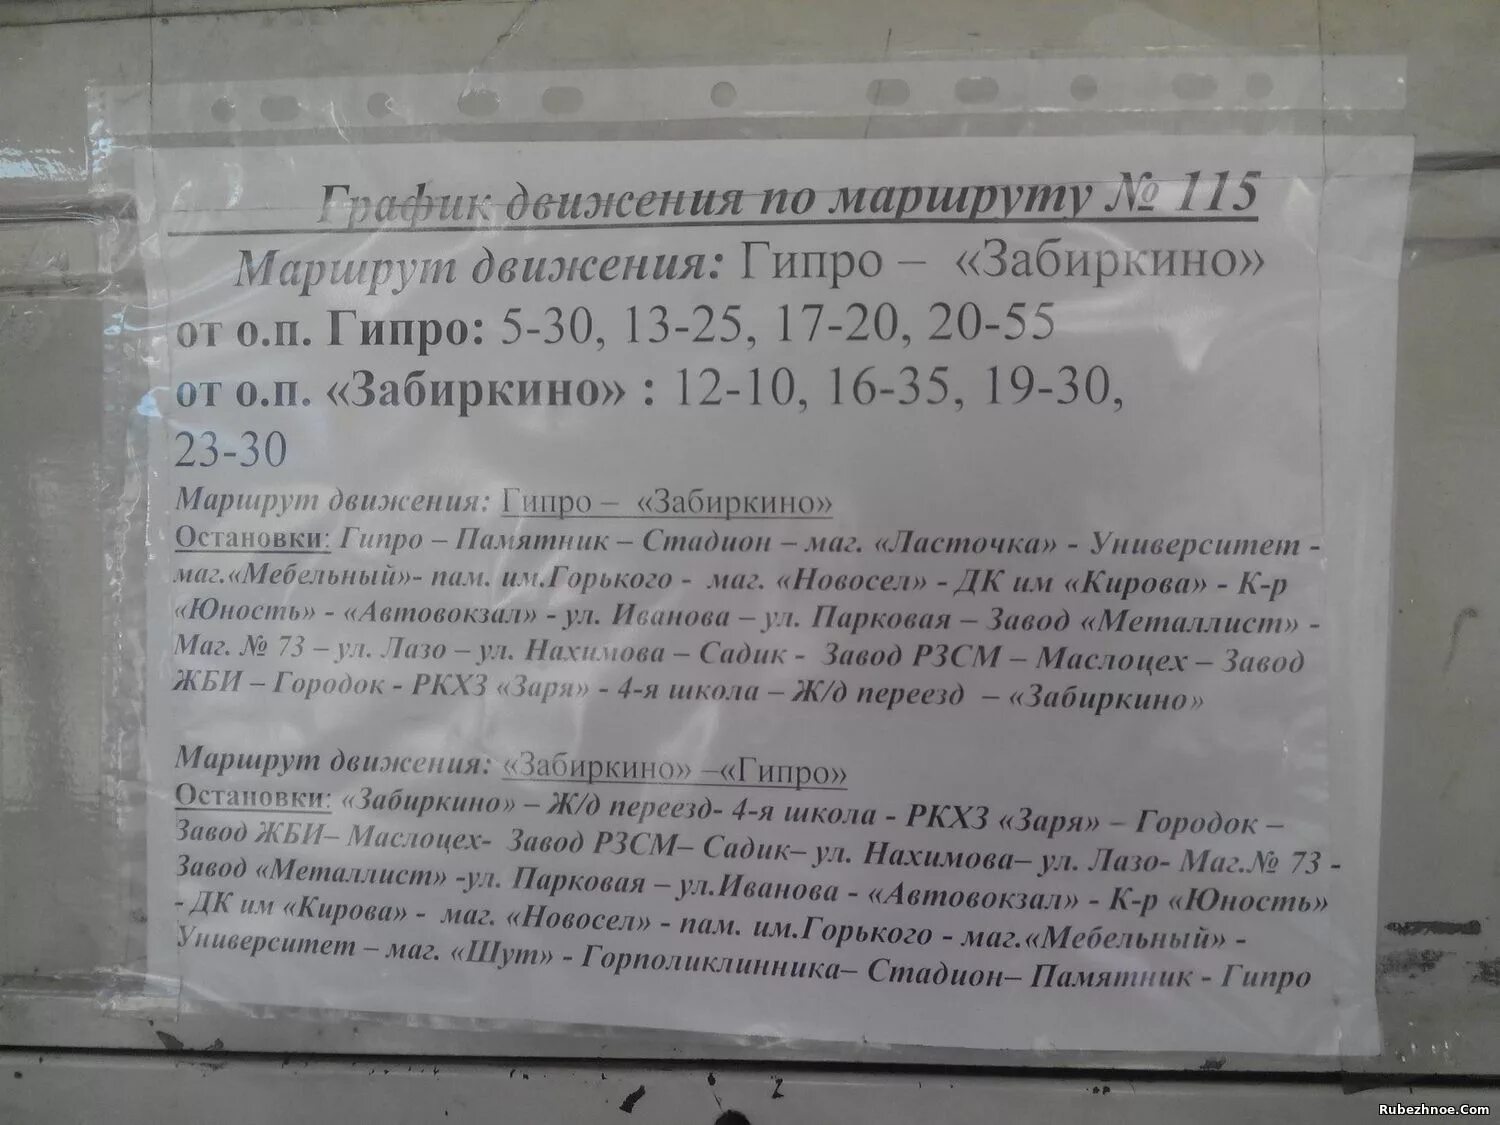 График движения по маршруту № 115
Маршрут движения: Гипро – «Забиркино»
от о.п. Гипро: 5-30, 13-25, 17-20, 20-55
от о.п. «Забиркино» : 12-10, 16-35, 19-30,
23-30
Маршрут движения: Гипро – «Забиркино»
Остановки: Гипро – Памятник – Стадион – маг. «Ласточка» - Университет -
маг.«Мебельный»- пам. им.Горького - маг. «Новосел» - ДК им «Кирова» - К-р
«Юность» - «Автовокзал» - ул. Иванова – ул. Парковая – Завод «Металлист» -
Маг. № 73 – ул. Лазо – ул. Нахимова – Садик - Завод РЗСМ – Маслоцех – Завод
ЖБИ – Городок - РКХЗ «Заря» - 4-я школа – Ж/д переезд – «Забиркино»
Маршрут движения: «Забиркино» –«Гипро»
Остановки: «Забиркино» – Ж/д переезд- 4-я школа - РКХЗ «Заря» – Городок –
Завод ЖБИ– Маслоцех- Завод РЗСМ– Садик– ул. Нахимова– ул. Лазо- Маг.№ 73 -
Завод «Металлист» -ул. Парковая – ул.Иванова - «Автовокзал» - К-р «Юность»
- ДК им «Кирова» - маг. «Новосел» - пам. им.Горького - маг.«Мебельный» -
Университет – маг. «Шут» - Горполиклинника– Стадион– Памятник - Гипро
Rubezhnoe.Com